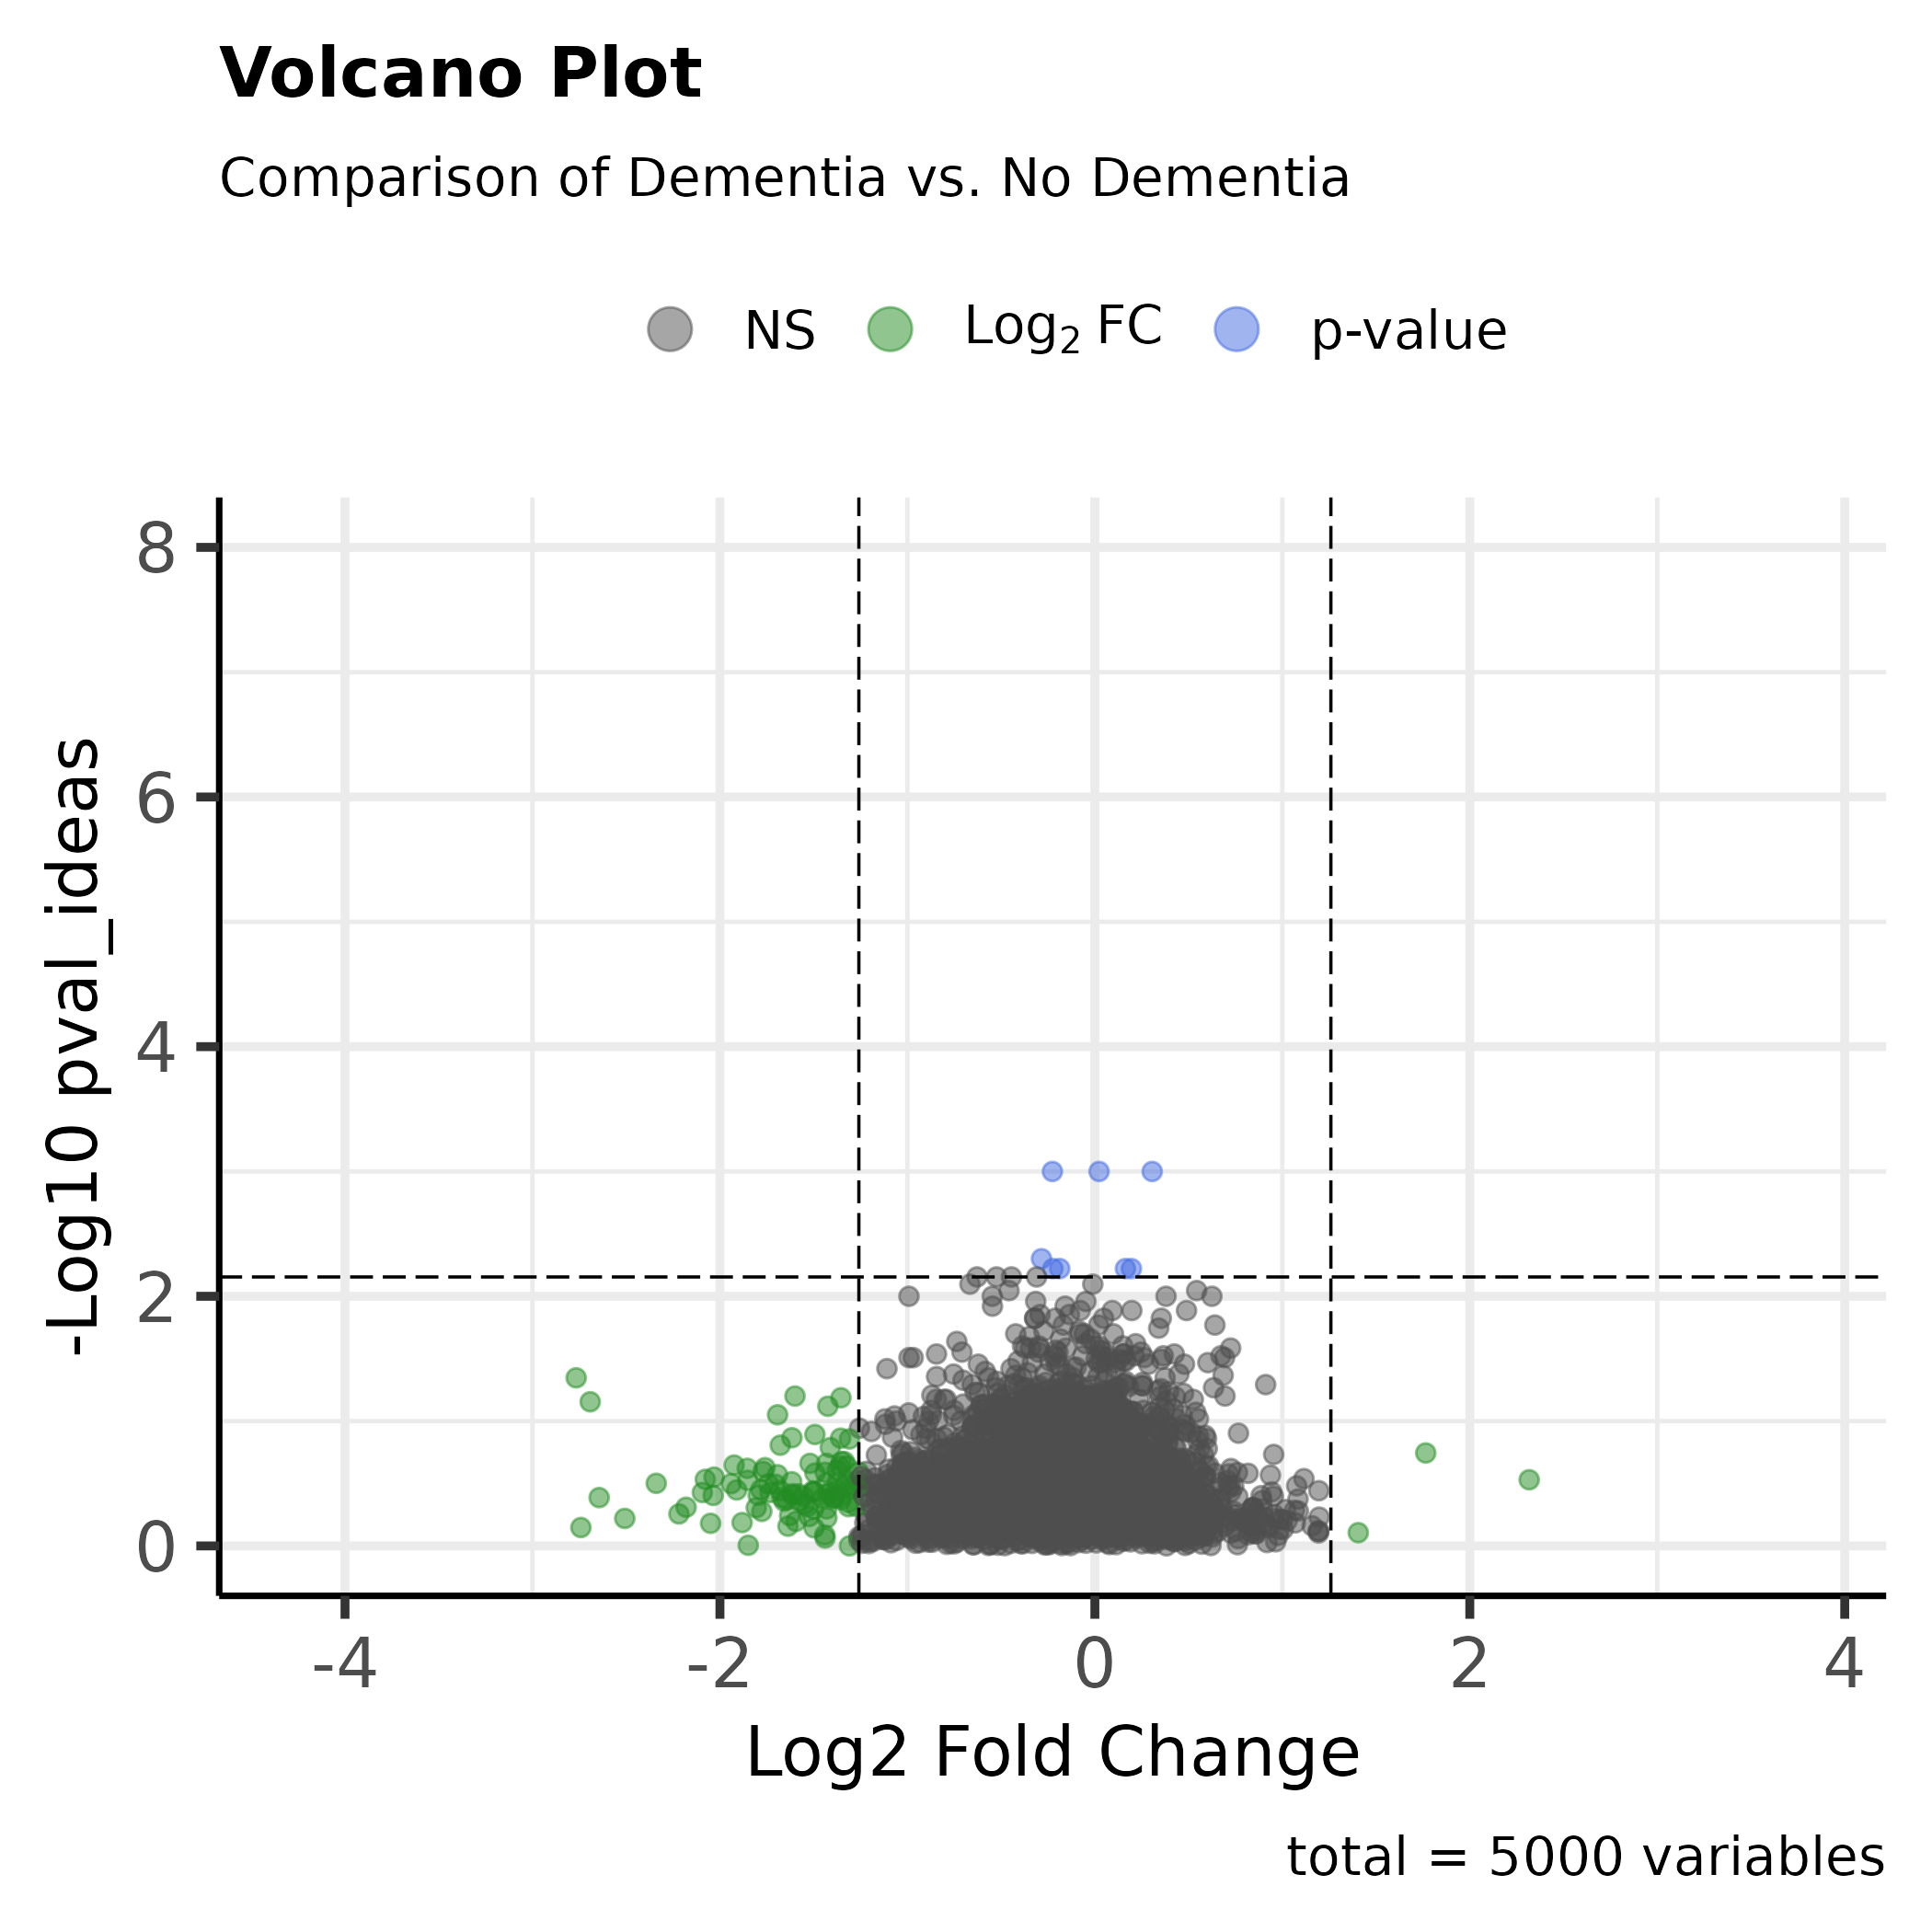 Volcano Plot
Comparison of Dementia vs. No Dementia
NS Log₂ FC p-value
8
6
4
2
0
-Log10 pval_ideas
-4 -2 0 2 4
Log2 Fold Change
total = 5000 variables